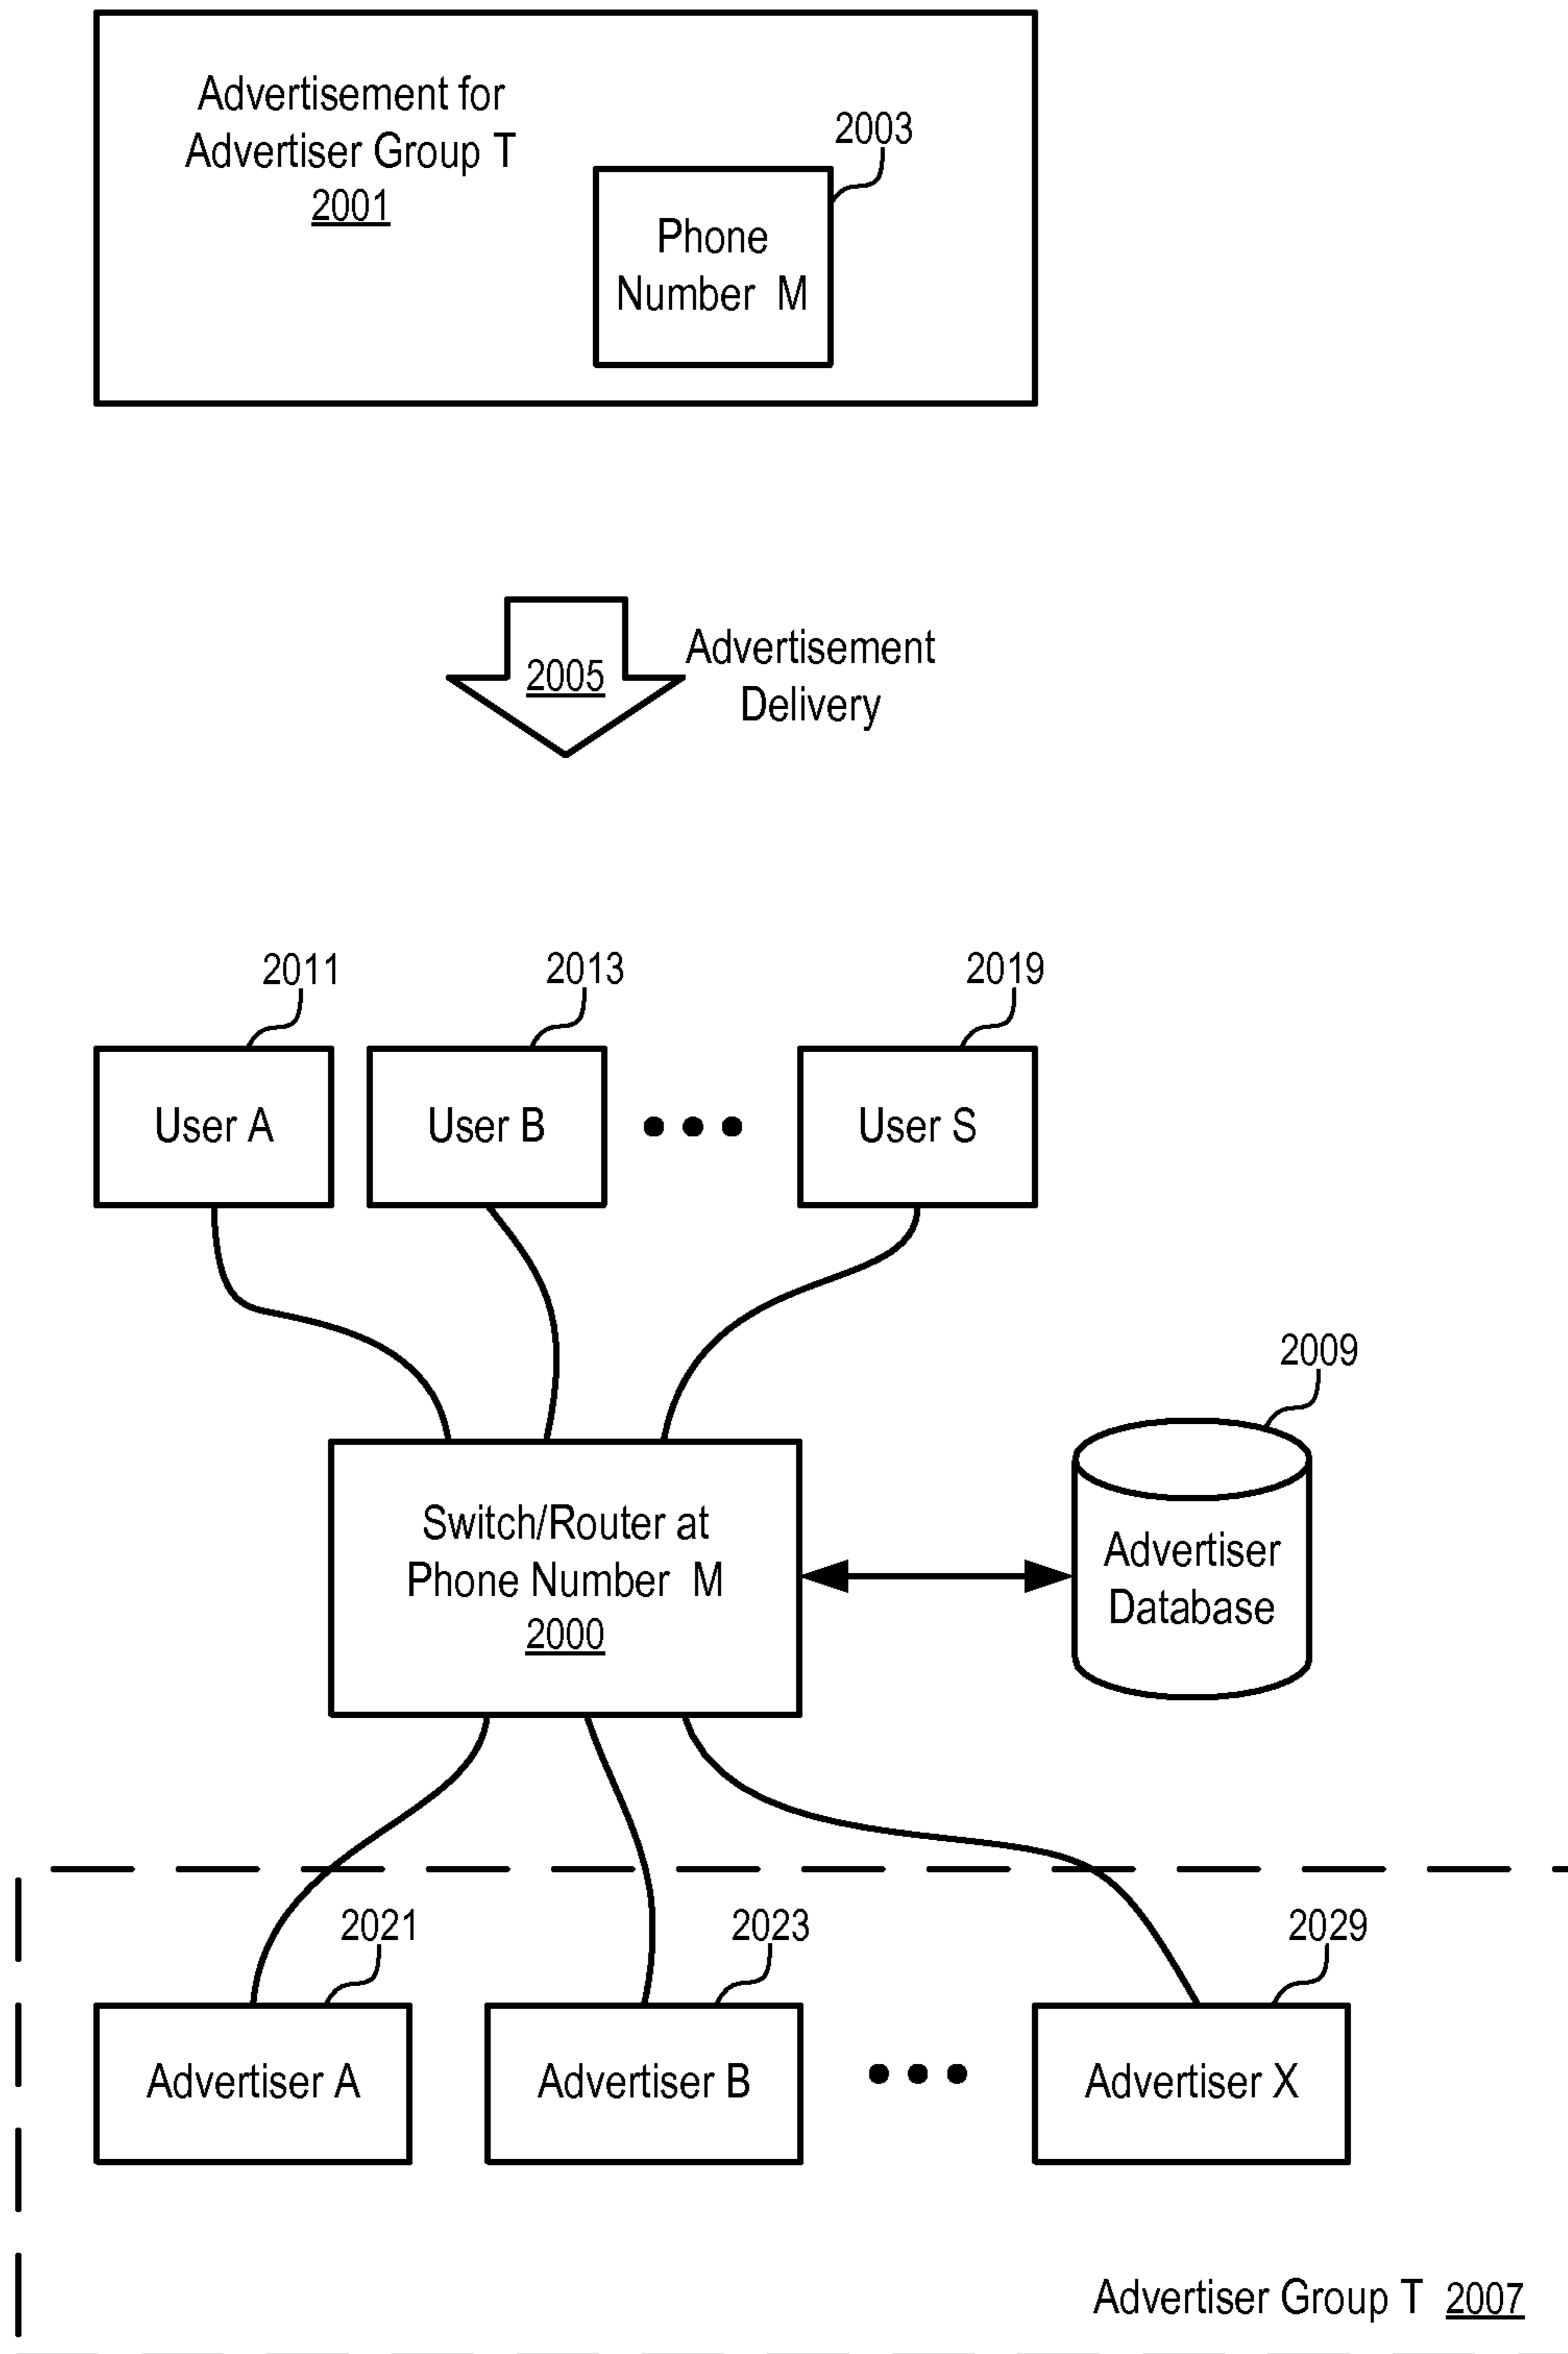 Advertisement for
Advertiser Group T
2001
2003
Phone
Number M
2005
Advertisement
Delivery
2011
2013
2019
User A
User B
User S
2009
Switch/Router at
Phone Number M
2000
Advertiser
Database
2021
2023
2029
Advertiser A
Advertiser B
Advertiser X
Advertiser Group T 2007